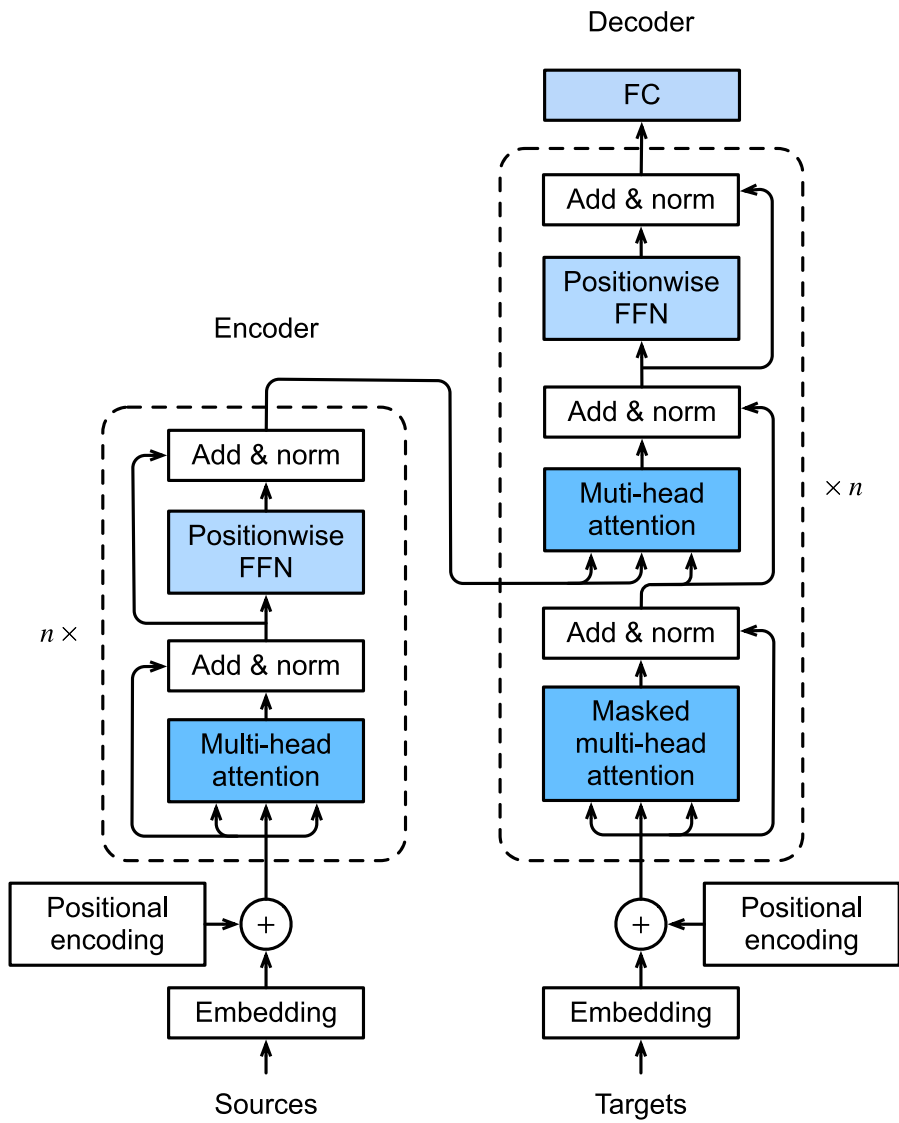 Decoder
FC
Add & norm
Positionwise
FFN
Add & norm
Muti-head
attention
× n
Add & norm
Masked
multi-head
attention
Positional
encoding
+
Embedding
Targets
Encoder
Add & norm
Positionwise
FFN
n ×
Add & norm
Multi-head
attention
Positional
encoding
+
Embedding
Sources